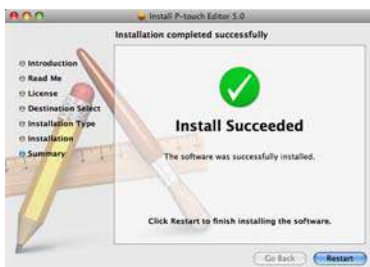 Install P-touch Editor 5.0
Installation completed successfully
Introduction
Read Me
License
Destination Select
Installation Type
Installation
Summary
Install Succeeded
The software was successfully installed.
Click Restart to finish installing the software.
Go Back
Restart